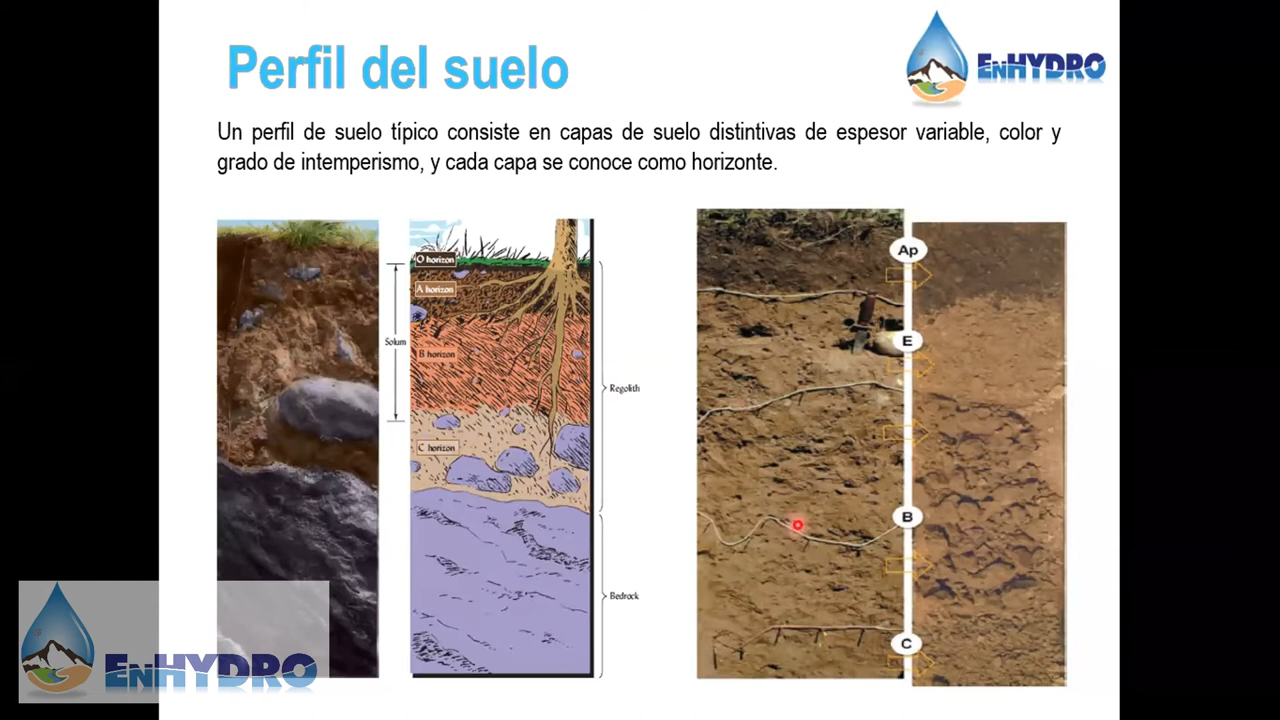 Perfil del suelo
ENHYDRO
Un perfil de suelo típico consiste en capas de suelo distintivas de espesor variable, color y
grado de intemperismo, y cada capa se conoce como horizonte.
O horizon
A horizon
Solum
B horizon
C horizon
Regolith
Bedrock
Ap
E
B
C
ENHYDRO